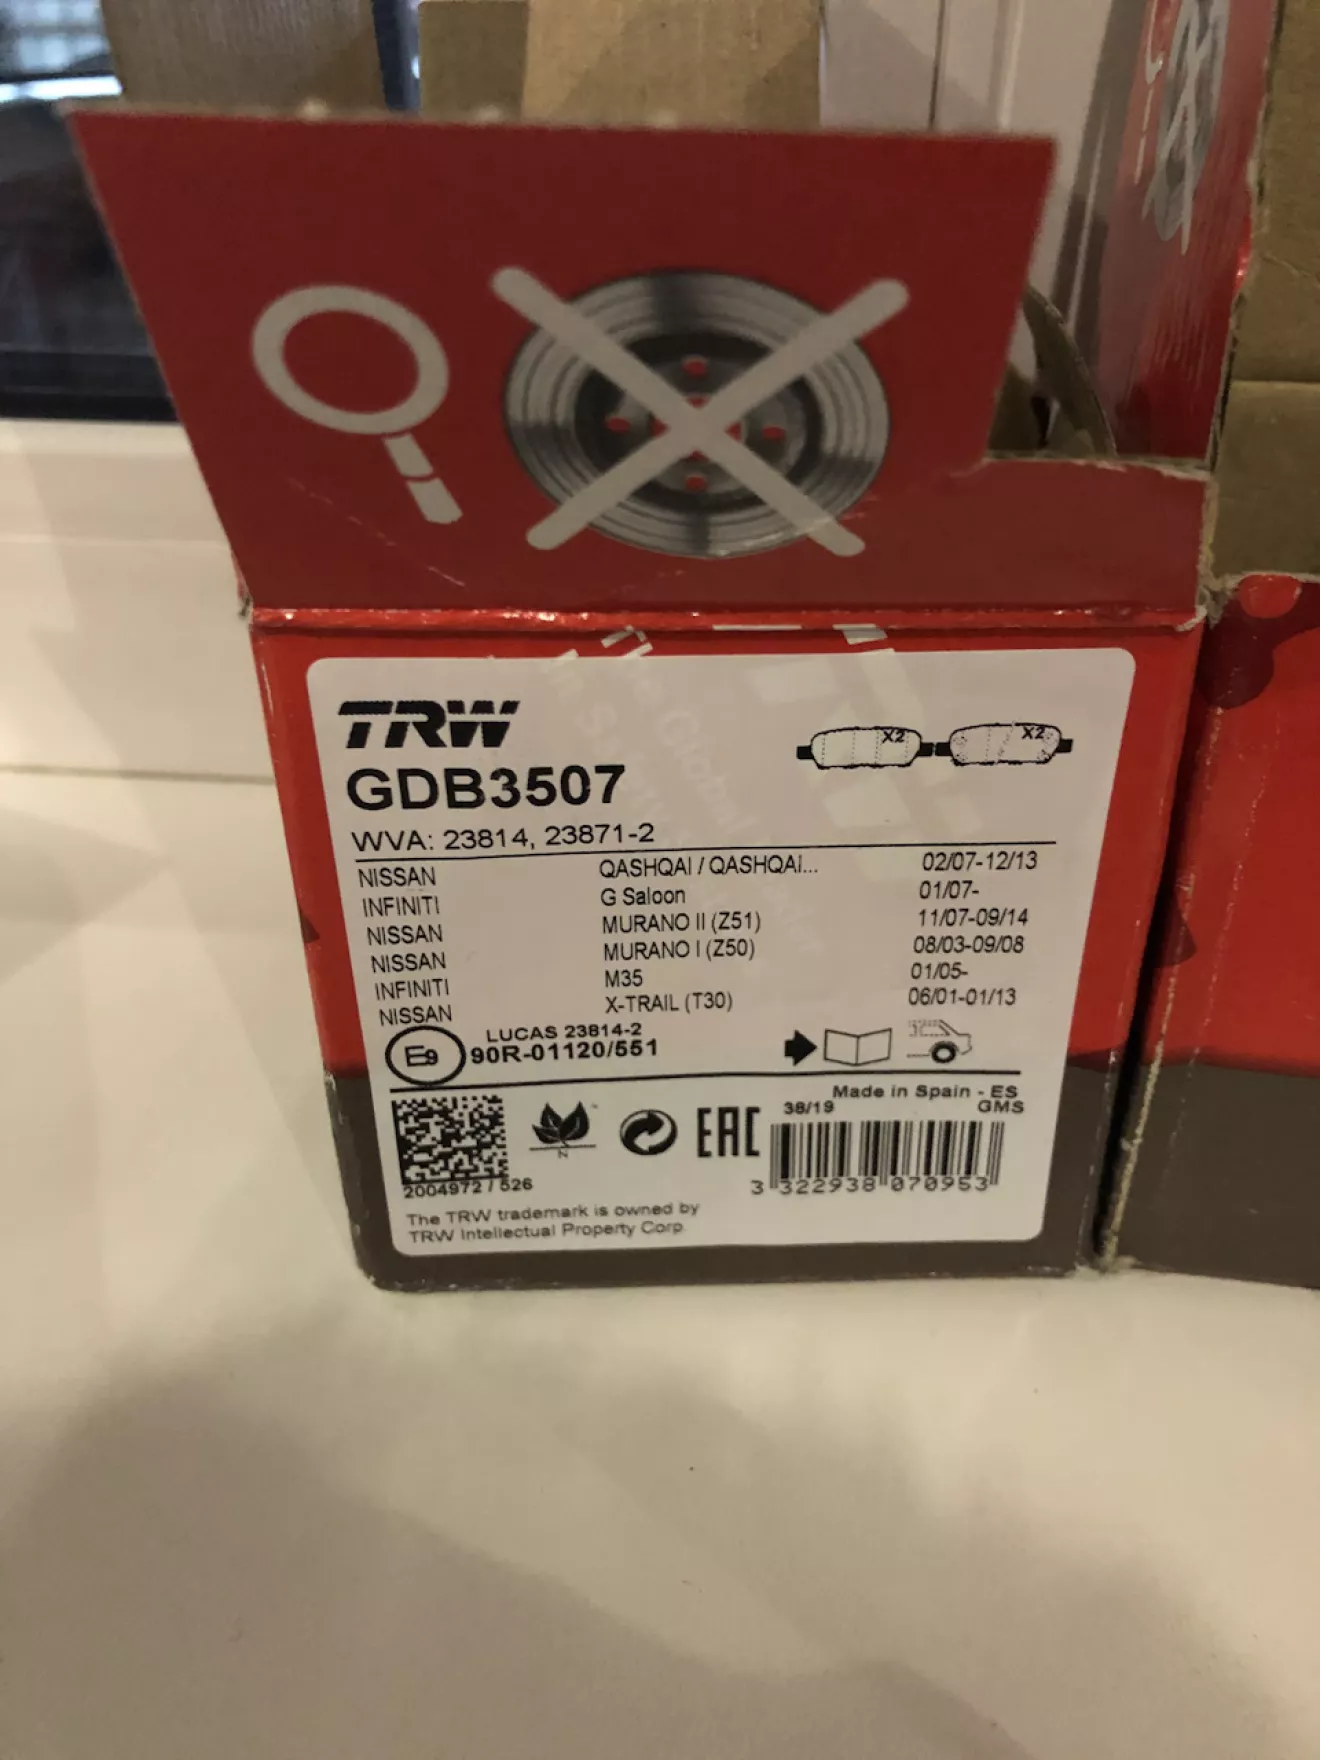 TRW
GDB3507
X2 X2
WVA: 23814, 23871-2
NISSAN QASHQAI / QASHQAI... 02/07-12/13
INFINITI G Saloon 01/07-
NISSAN MURANO II (Z51) 11/07-09/14
NISSAN MURANO I (Z50) 08/03-09/08
INFINITI M35 01/05-
NISSAN X-TRAIL (T30) 06/01-01/13
LUCAS 23814-2
E9 90R-01120/551
Made in Spain - ES
38/19 GMS
N
EAC
2004972 / 526
3 322938 070953
The TRW trademark is owned by
TRW Intellectual Property Corp.